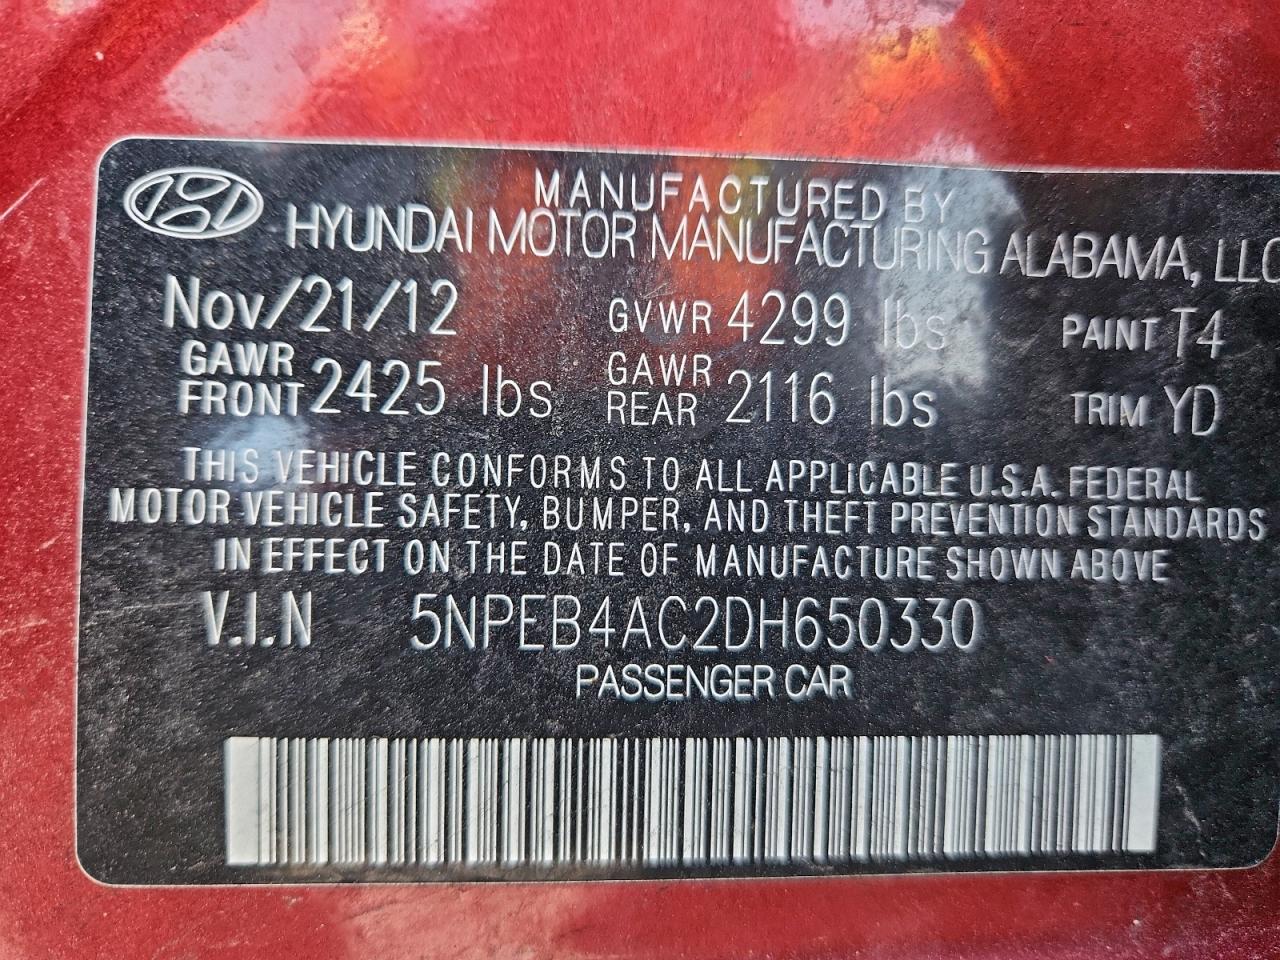 MANUFACTURED BY
HYUNDAI MOTOR MANUFACTURING ALABAMA, LLC
Nov/21/12 GVWR 4299 lbs PAINT T4
GAWR FRONT 2425 lbs GAWR REAR 2116 lbs TRIM YD
THIS VEHICLE CONFORMS TO ALL APPLICABLE U.S.A. FEDERAL
MOTOR VEHICLE SAFETY, BUMPER, AND THEFT PREVENTION STANDARDS
IN EFFECT ON THE DATE OF MANUFACTURE SHOWN ABOVE
V.I.N 5NPEB4AC2DH650330
PASSENGER CAR